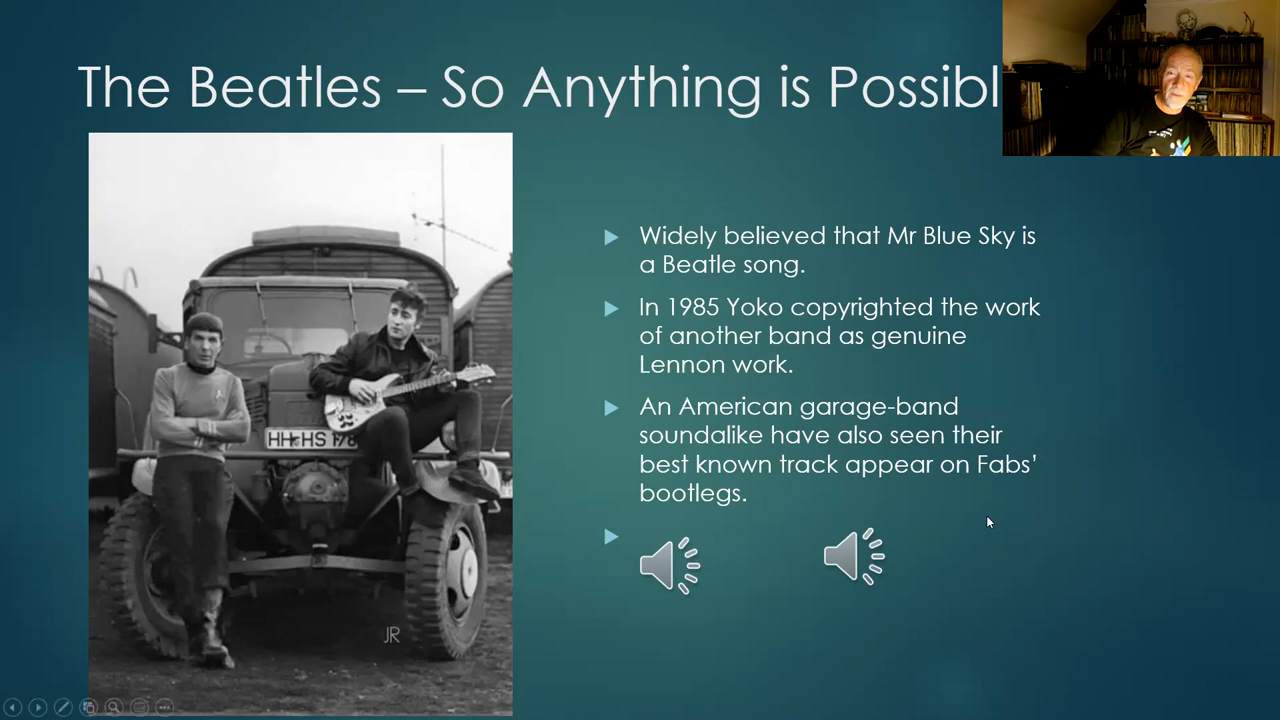 The Beatles – So Anything is Possibl
Widely believed that Mr Blue Sky is
a Beatle song.
In 1985 Yoko copyrighted the work
of another band as genuine
Lennon work.
An American garage-band
soundalike have also seen their
best known track appear on Fabs’
bootlegs.
HH-HS 178
JR